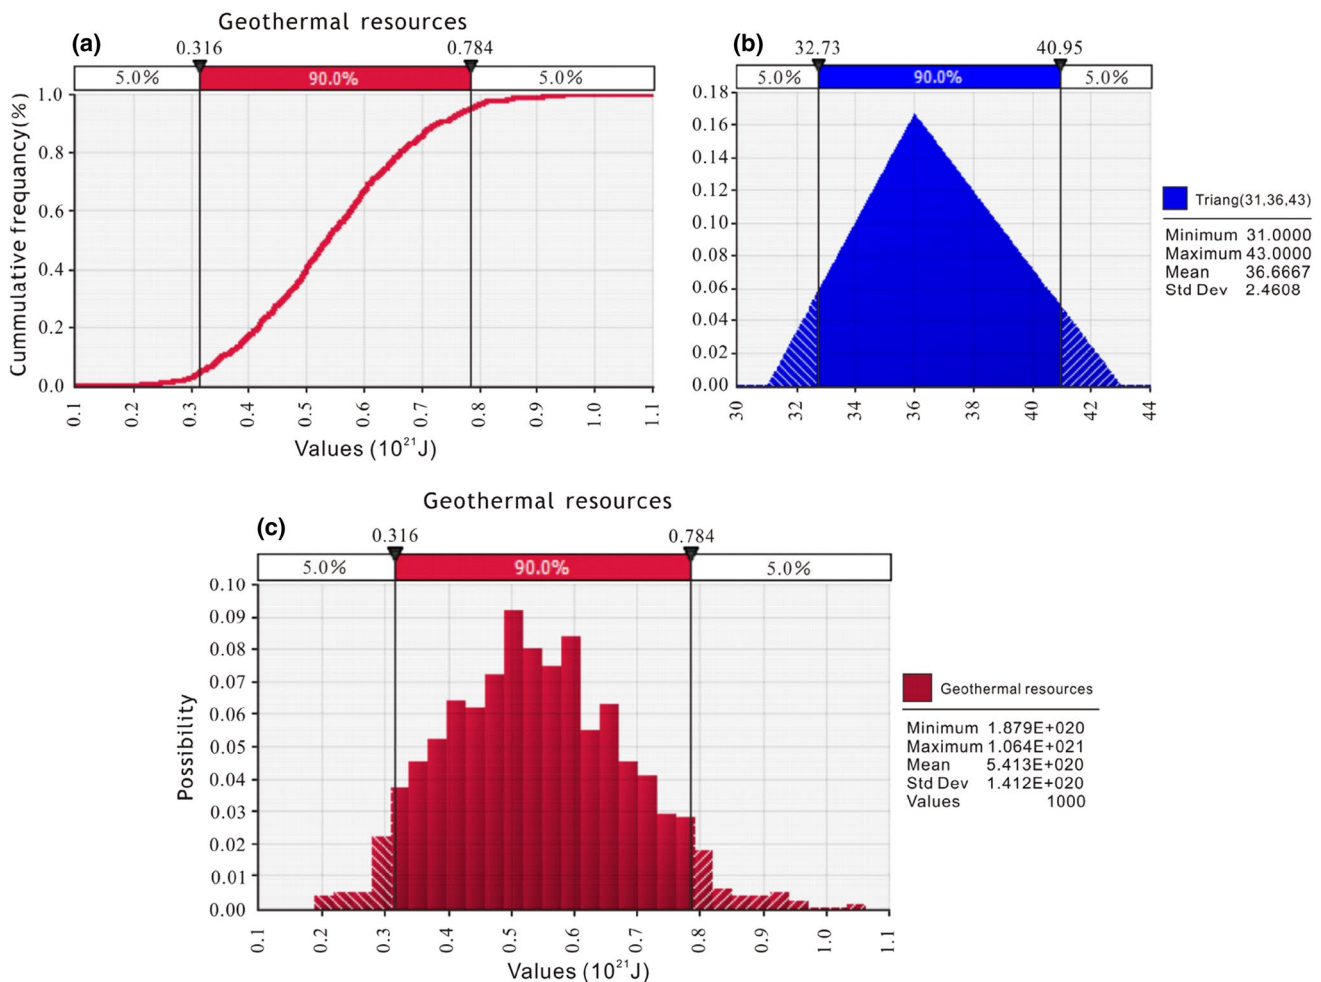 Geothermal resources
(a)
0.316 0.784
5.0% 90.0% 5.0%
Cummulative frequancy(%)
1.0
0.8
0.6
0.4
0.2
0.0
0.1 0.2 0.3 0.4 0.5 0.6 0.7 0.8 0.9 1.0 1.1
Values (10²¹J)
(b)
32.73 40.95
5.0% 90.0% 5.0%
0.18
0.16
0.14
0.12
0.10
0.08
0.06
0.04
0.02
0.00
30 32 34 36 38 40 42 44
Triang(31,36,43)
Minimum 31.0000
Maximum 43.0000
Mean 36.6667
Std Dev 2.4608
Geothermal resources
(c)
0.316 0.784
5.0% 90.0% 5.0%
Possibility
0.10
0.09
0.08
0.07
0.06
0.05
0.04
0.03
0.02
0.01
0.00
0.1 0.2 0.3 0.4 0.5 0.6 0.7 0.8 0.9 1.0 1.1
Values (10²¹J)
Geothermal resources
Minimum 1.879E+020
Maximum 1.064E+021
Mean 5.413E+020
Std Dev 1.412E+020
Values 1000